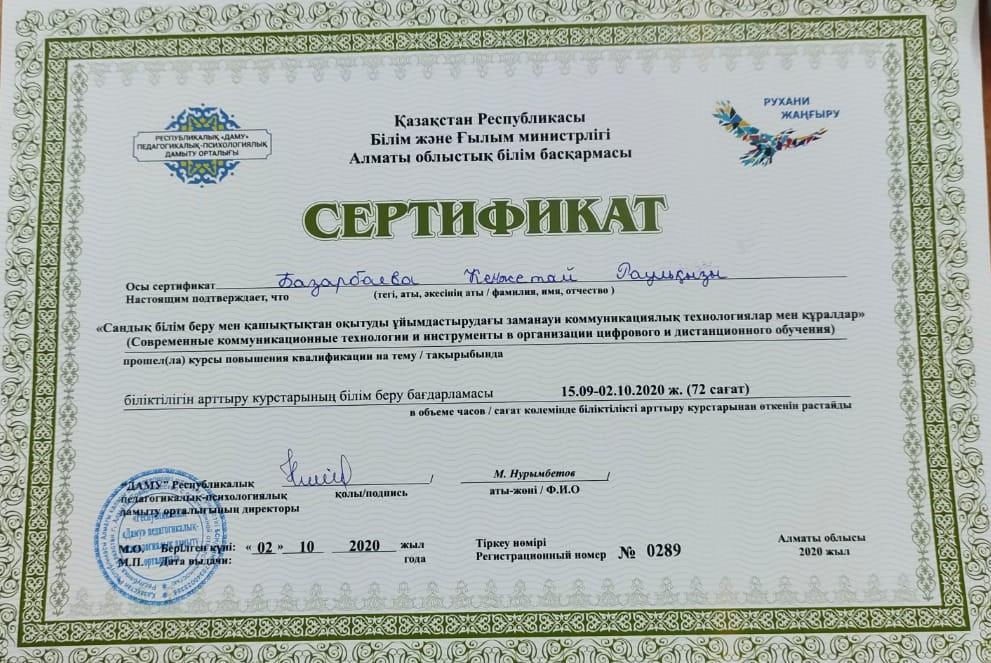 РЕСПУБЛИКАЛЫҚ «ДАМУ»
ПЕДАГОГИКАЛЫҚ-ПСИХОЛОГИЯЛЫҚ
ДАМЫТУ ОРТАЛЫҒЫ
Қазақстан Республикасы
Білім және Ғылым министрлігі
Алматы облыстық білім басқармасы
РУХАНИ
ЖАҢҒЫРУ
СЕРТИФИКАТ
Осы сертификат Базарбаева Кенжетай Раулқызы
Настоящим подтверждает, что (тегі, аты, әкесінің аты / фамилия, имя, отчество )
«Сандық білім беру мен қашықтықтан оқытуды ұйымдастырудағы заманауи коммуникациялық технологиялар мен құралдар»
(Современные коммуникационные технологии и инструменты в организации цифрового и дистанционного обучения)
прошел(ла) курсы повышения квалификации на тему / тақырыбында
біліктілігін арттыру курстарының білім беру бағдарламасы 15.09-02.10.2020 ж. (72 сағат)
в объеме часов / сағат көлемінде біліктілікті арттыру курстарынан өткенін растайды
"ДАМУ" Республикалық
педагогикалық-психологиялық
дамыту орталығының директоры
қолы/подпись
/
М. Нурымбетов /
аты-жөні / Ф.И.О
М.О. Берілген күні: « 02 » 10 2020 жыл
М.П. Дата выдачи: года
Тіркеу номірі
Регистрационный номер № 0289
Алматы облысы
2020 жыл